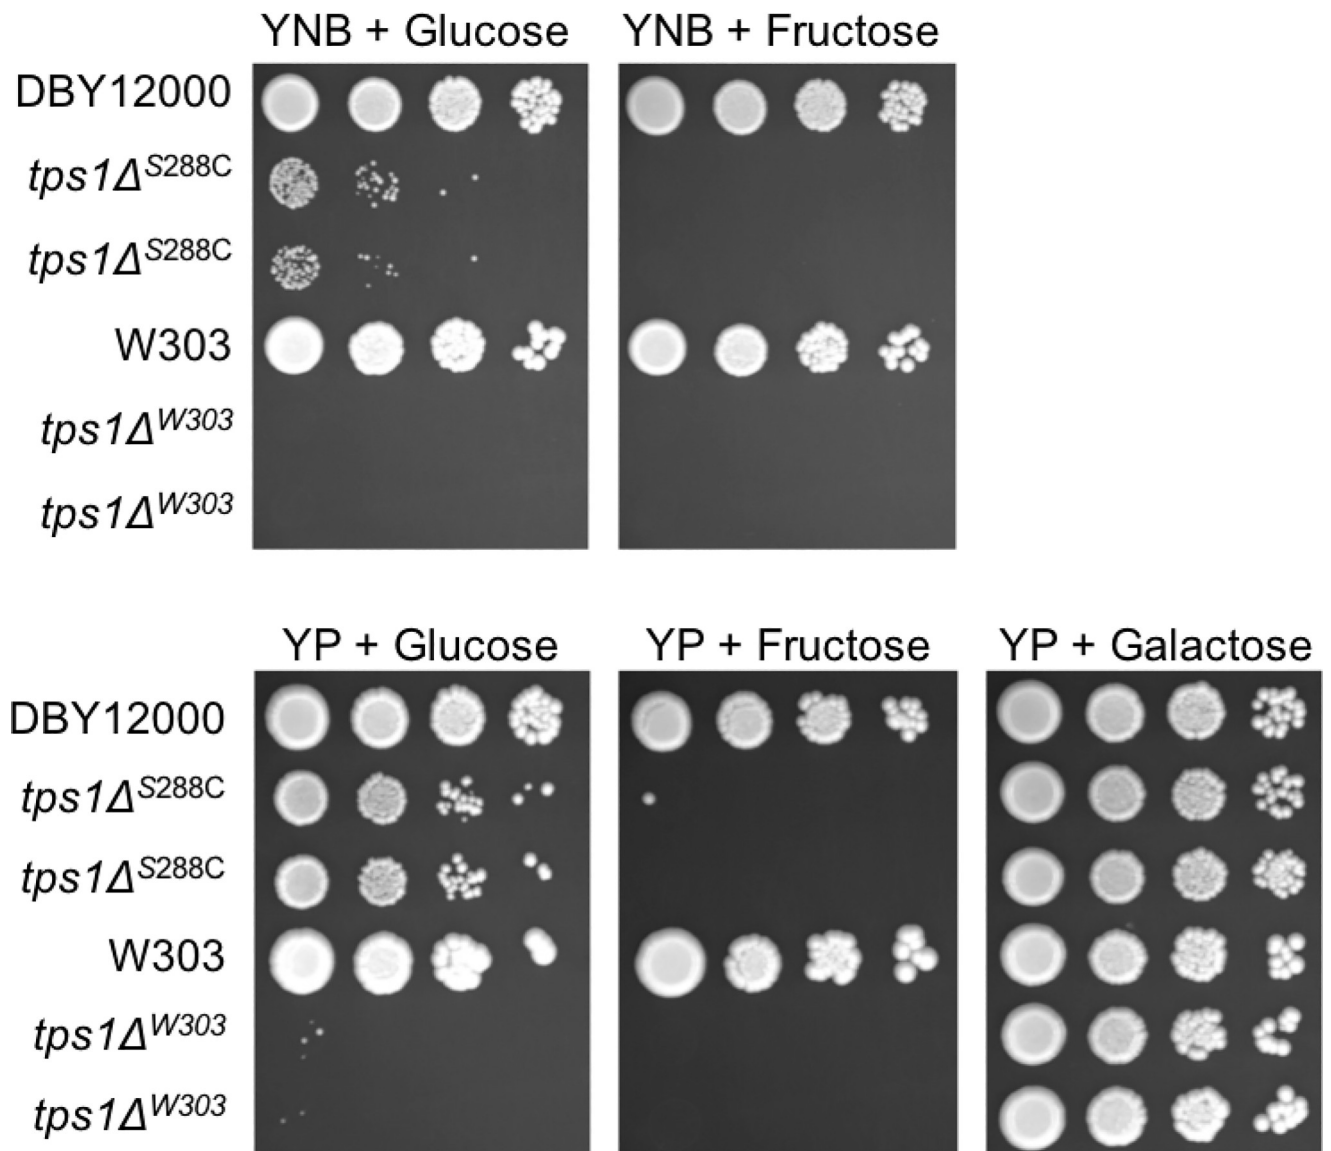 YNB + Glucose YNB + Fructose
DBY12000
tps1Δ^S288C
tps1Δ^S288C
W303
tps1Δ^W303
tps1Δ^W303
YP + Glucose YP + Fructose YP + Galactose
DBY12000
tps1Δ^S288C
tps1Δ^S288C
W303
tps1Δ^W303
tps1Δ^W303